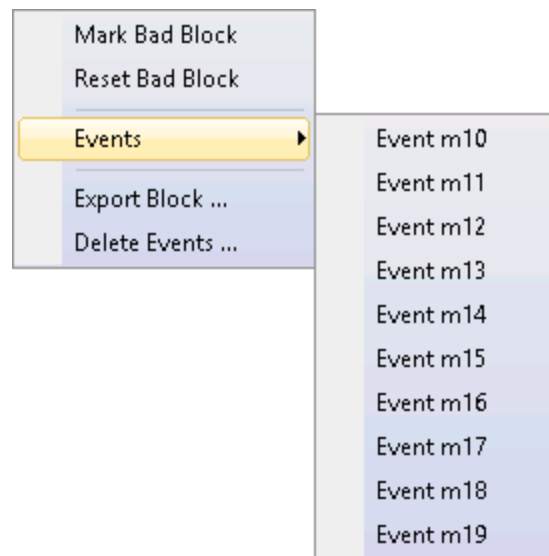 Mark Bad Block
Reset Bad Block
Events
Export Block ...
Delete Events ...
Event m10
Event m11
Event m12
Event m13
Event m14
Event m15
Event m16
Event m17
Event m18
Event m19